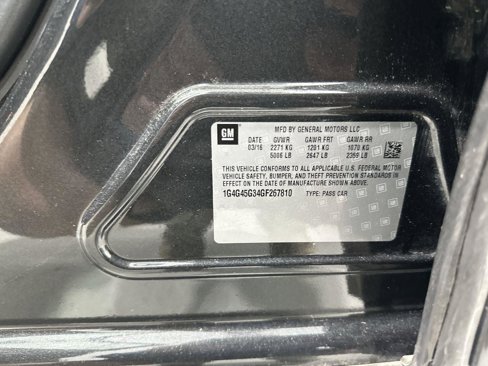 GM
MFD BY GENERAL MOTORS LLC
DATE GVWR GAWR FRT GAWR RR
03/16 2271 KG 1201 KG 1070 KG
5006 LB 2647 LB 2359 LB
THIS VEHICLE CONFORMS TO ALL APPLICABLE U.S. FEDERAL MOTOR
VEHICLE SAFETY, BUMPER, AND THEFT PREVENTION STANDARDS IN
EFFECT ON THE DATE OF MANUFACTURE SHOWN ABOVE.
1G4G45G34GF267810 TYPE: PASS CAR